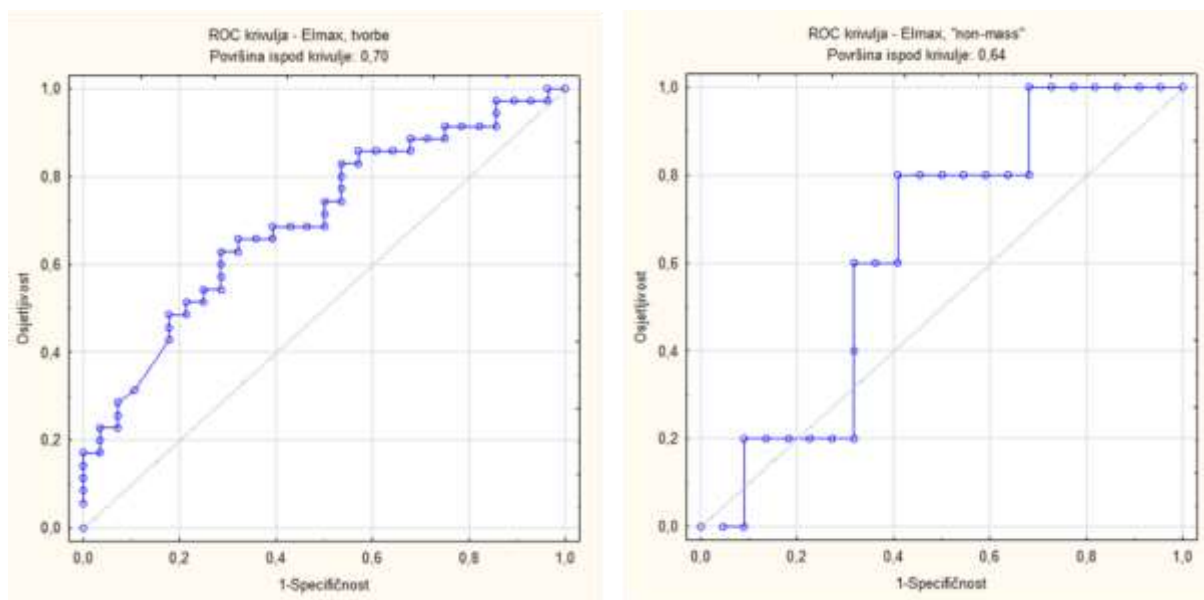 ROC krivulja - Elmax, tvorbe
Površina ispod krivulje: 0,70
1,0
0,8
0,6
0,4
0,2
0,0
Osjetljivost
0,0 0,2 0,4 0,6 0,8 1,0
1-Specifičnost
ROC krivulja - Elmax, "non-mass"
Površina ispod krivulje: 0,64
1,0
0,8
0,6
0,4
0,2
0,0
Osjetljivost
0,0 0,2 0,4 0,6 0,8 1,0
1-Specifičnost